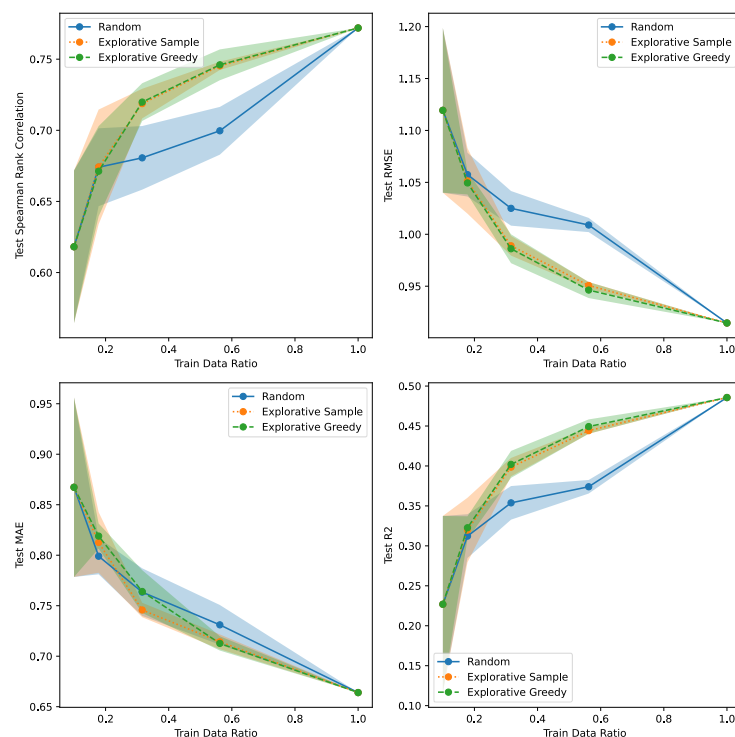 Random
Explorative Sample
Explorative Greedy
0.75
0.70
0.65
0.60
Test Spearman Rank Correlation
0.2 0.4 0.6 0.8 1.0
Train Data Ratio
Random
Explorative Sample
Explorative Greedy
1.20
1.15
1.10
1.05
1.00
0.95
Test RMSE
0.2 0.4 0.6 0.8 1.0
Train Data Ratio
Random
Explorative Sample
Explorative Greedy
0.95
0.90
0.85
0.80
0.75
0.70
0.65
Test MAE
0.2 0.4 0.6 0.8 1.0
Train Data Ratio
0.50
0.45
0.40
0.35
0.30
0.25
0.20
0.15
0.10
Test R2
Random
Explorative Sample
Explorative Greedy
0.2 0.4 0.6 0.8 1.0
Train Data Ratio